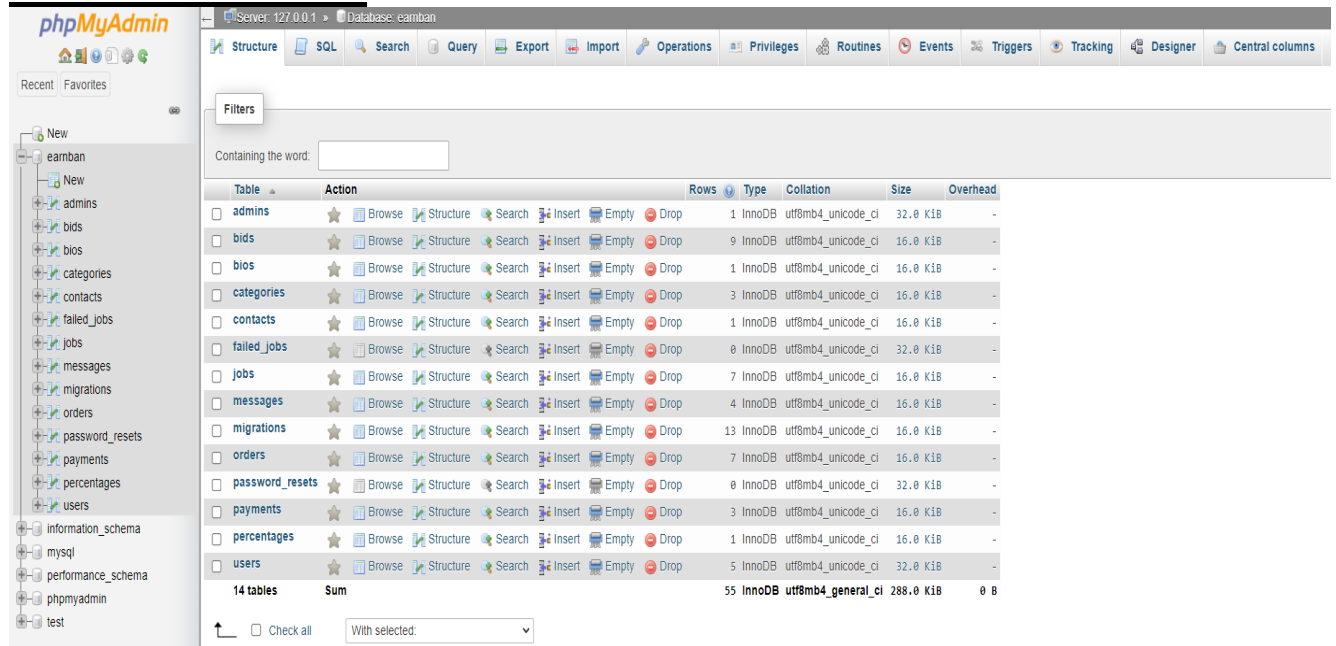 phpMyAdmin
Recent Favorites
New
earnban
New
admins
bids
bios
categories
contacts
failed_jobs
jobs
messages
migrations
orders
password_resets
payments
percentages
users
information_schema
mysql
performance_schema
phpmyadmin
test
Server: 127.0.0.1 » Database: earnban
Structure SQL Search Query Export Import Operations Privileges Routines Events Triggers Tracking Designer Central columns
Filters
Containing the word:
Table Action Rows Type Collation Size Overhead
admins Browse Structure Search Insert Empty Drop 1 InnoDB utf8mb4_unicode_ci 32.0 KiB -
bids Browse Structure Search Insert Empty Drop 9 InnoDB utf8mb4_unicode_ci 16.0 KiB -
bios Browse Structure Search Insert Empty Drop 1 InnoDB utf8mb4_unicode_ci 16.0 KiB -
categories Browse Structure Search Insert Empty Drop 3 InnoDB utf8mb4_unicode_ci 16.0 KiB -
contacts Browse Structure Search Insert Empty Drop 1 InnoDB utf8mb4_unicode_ci 16.0 KiB -
failed_jobs Browse Structure Search Insert Empty Drop 0 InnoDB utf8mb4_unicode_ci 32.0 KiB -
jobs Browse Structure Search Insert Empty Drop 7 InnoDB utf8mb4_unicode_ci 16.0 KiB -
messages Browse Structure Search Insert Empty Drop 4 InnoDB utf8mb4_unicode_ci 16.0 KiB -
migrations Browse Structure Search Insert Empty Drop 13 InnoDB utf8mb4_unicode_ci 16.0 KiB -
orders Browse Structure Search Insert Empty Drop 7 InnoDB utf8mb4_unicode_ci 16.0 KiB -
password_resets Browse Structure Search Insert Empty Drop 0 InnoDB utf8mb4_unicode_ci 32.0 KiB -
payments Browse Structure Search Insert Empty Drop 3 InnoDB utf8mb4_unicode_ci 16.0 KiB -
percentages Browse Structure Search Insert Empty Drop 1 InnoDB utf8mb4_unicode_ci 16.0 KiB -
users Browse Structure Search Insert Empty Drop 5 InnoDB utf8mb4_unicode_ci 32.0 KiB -
14 tables Sum 55 InnoDB utf8mb4_general_ci 288.0 KiB 0 B
Check all With selected: